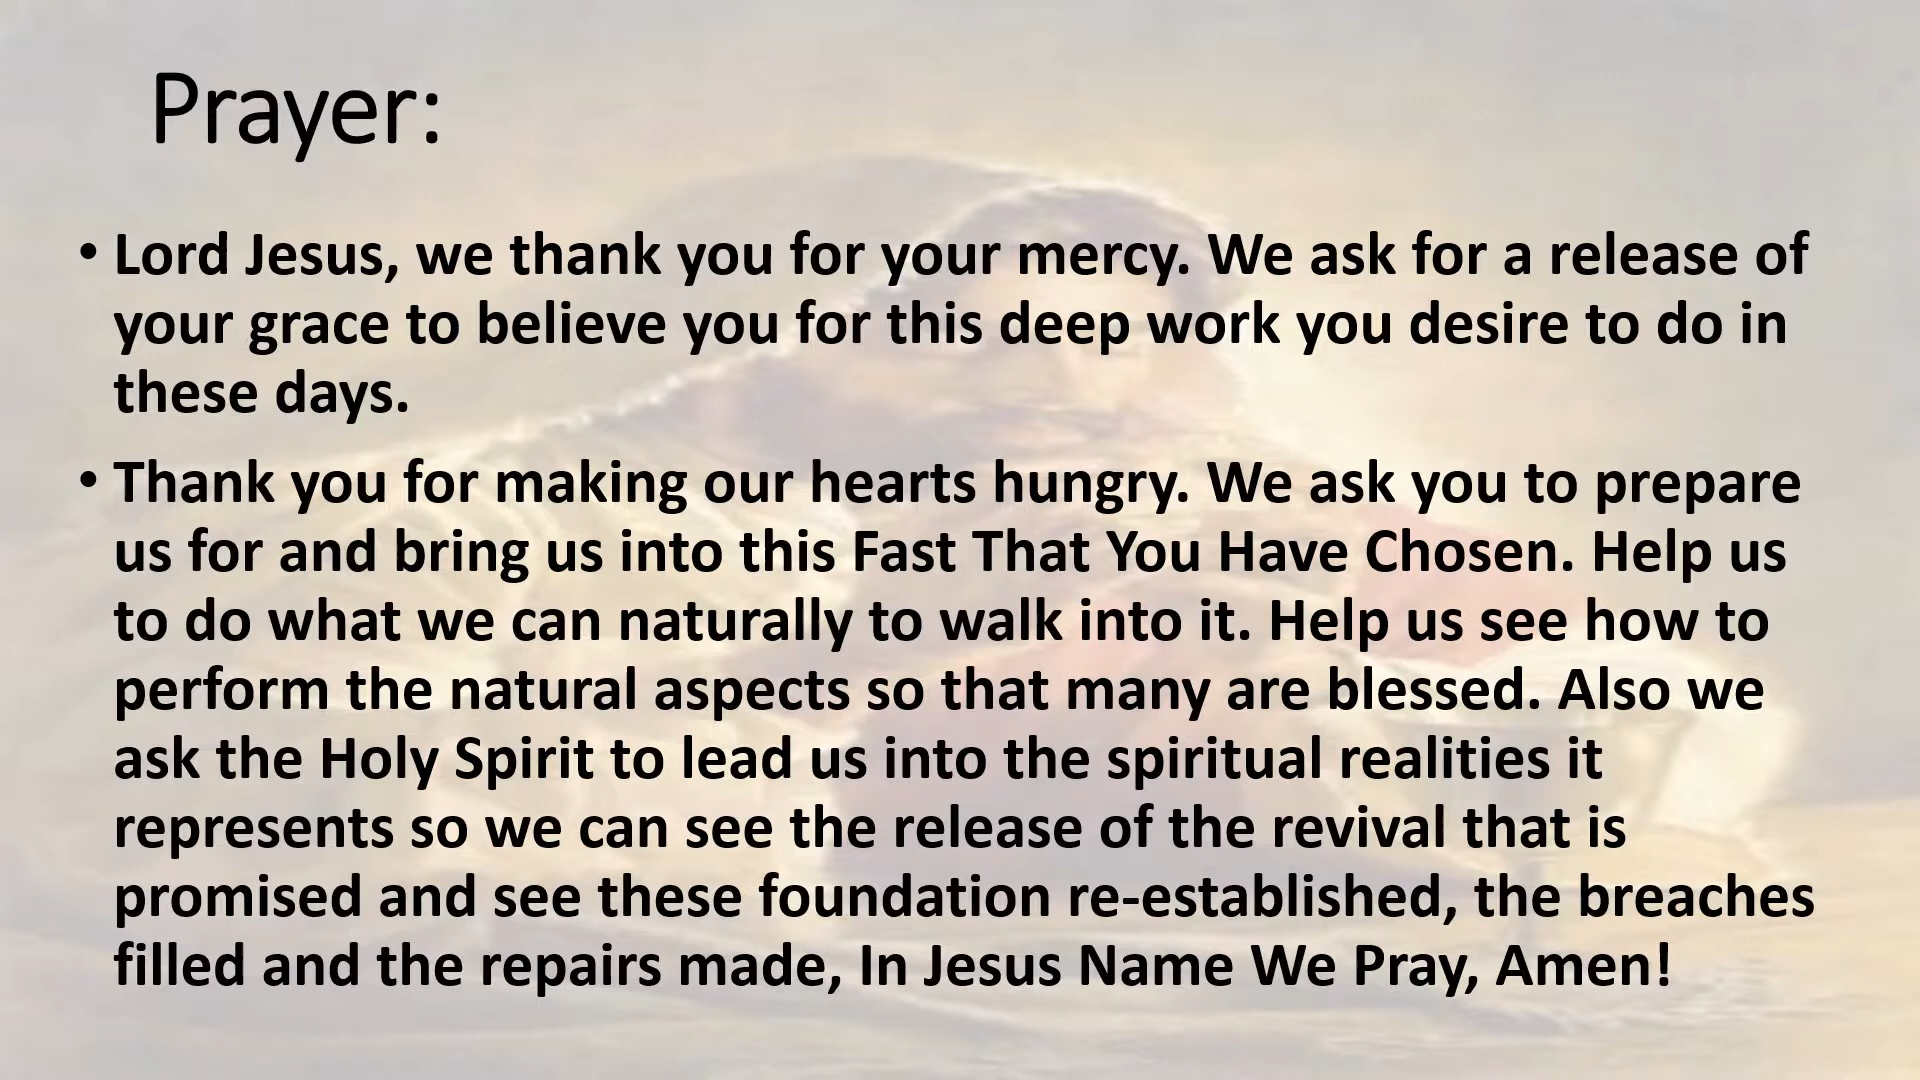 Prayer:
• Lord Jesus, we thank you for your mercy. We ask for a release of
your grace to believe you for this deep work you desire to do in
these days.
• Thank you for making our hearts hungry. We ask you to prepare
us for and bring us into this Fast That You Have Chosen. Help us
to do what we can naturally to walk into it. Help us see how to
perform the natural aspects so that many are blessed. Also we
ask the Holy Spirit to lead us into the spiritual realities it
represents so we can see the release of the revival that is
promised and see these foundation re-established, the breaches
filled and the repairs made, In Jesus Name We Pray, Amen!